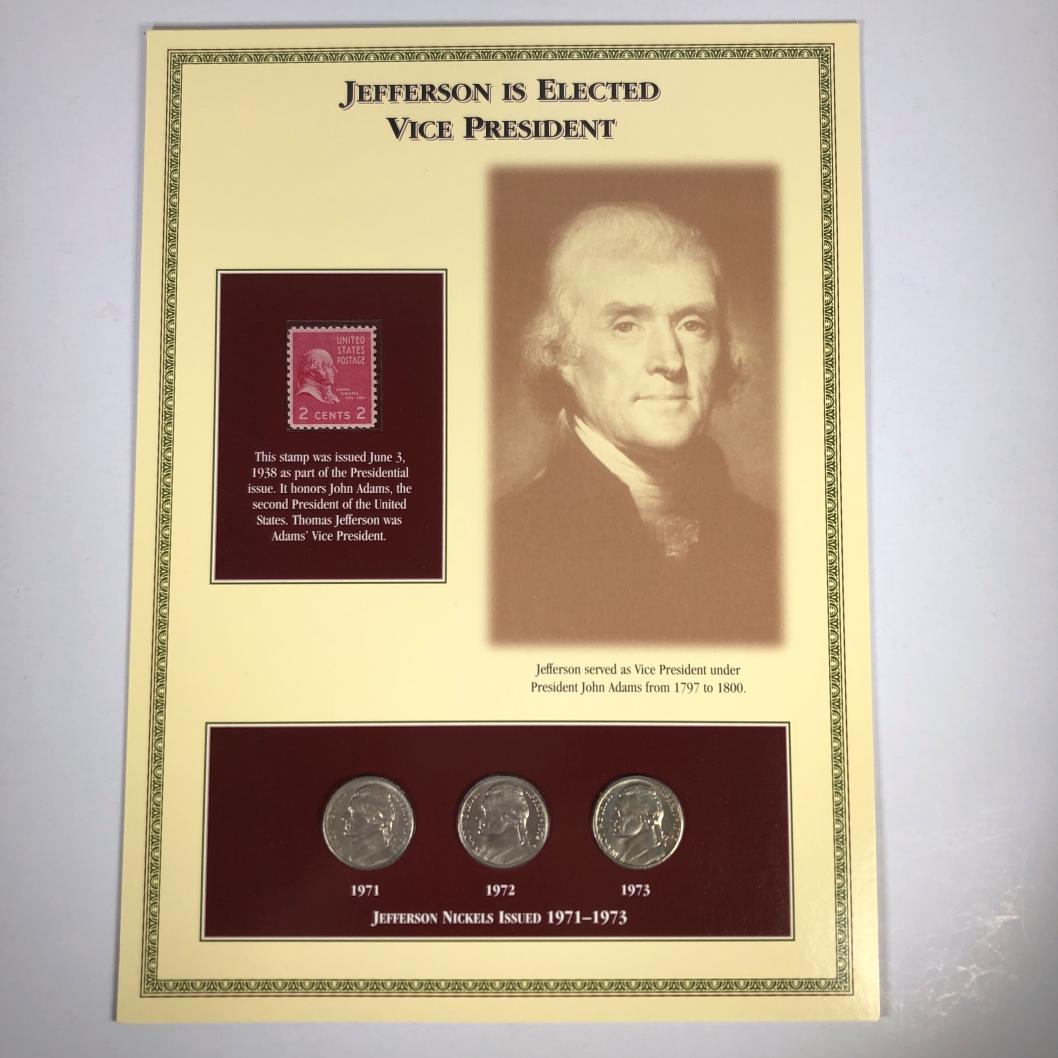 JEFFERSON IS ELECTED
VICE PRESIDENT
UNITED
STATES
POSTAGE
JOHN
ADAMS
2 CENTS 2
This stamp was issued June 3,
1938 as part of the Presidential
issue. It honors John Adams, the
second President of the United
States. Thomas Jefferson was
Adams' Vice President.
Jefferson served as Vice President under
President John Adams from 1797 to 1800.
1971
1972
1973
JEFFERSON NICKELS ISSUED 1971–1973